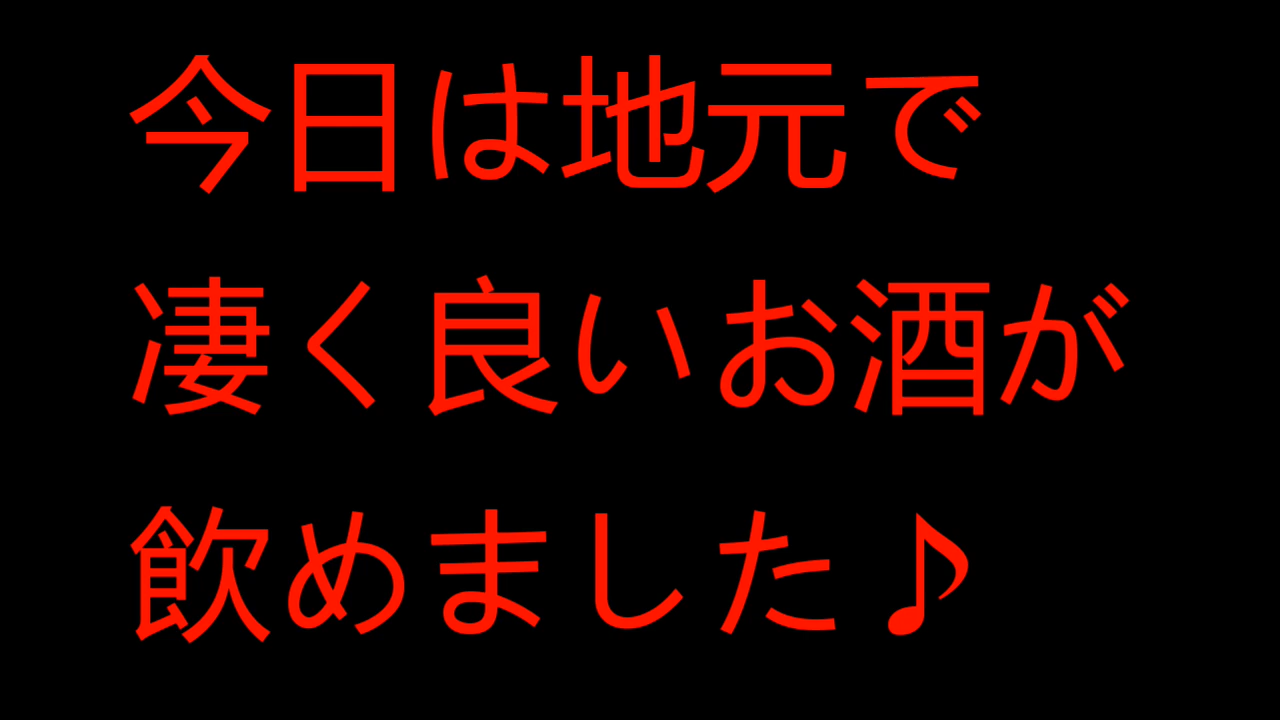 今日は地元で
凄く良いお酒が
飲めました♪